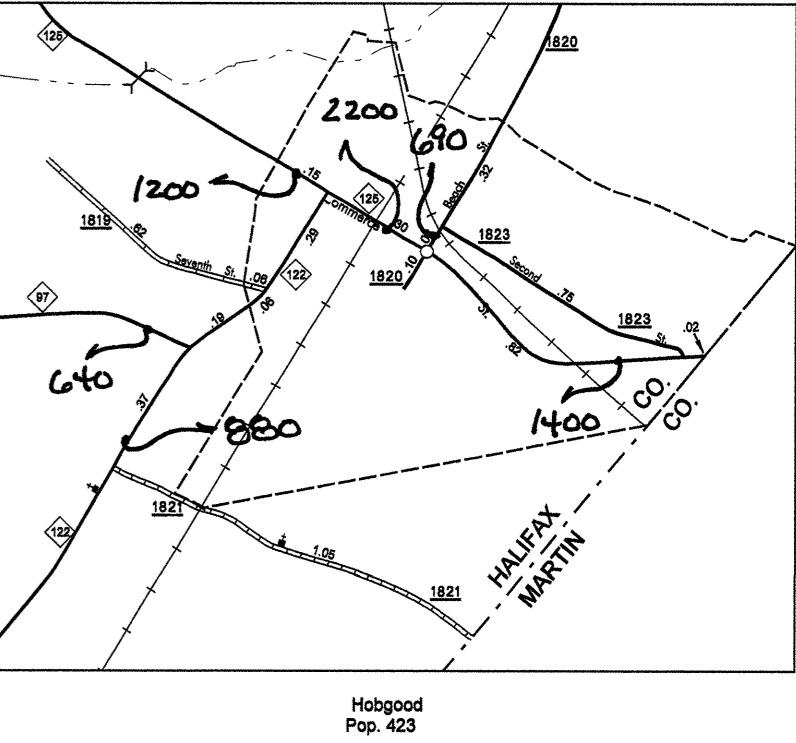 125
1820
2200
690
1200
.15
125
Commerce
.30
Beach St.
.32
1819
.62
Seventh St.
.08
.29
122
.06
.10
1820
1823
Second
.75
1823
St.
.02
97
.19
St.
.82
640
.37
880
1400
CO.
CO.
1821
122
1.05
1821
HALIFAX
MARTIN
Hobgood
Pop. 423